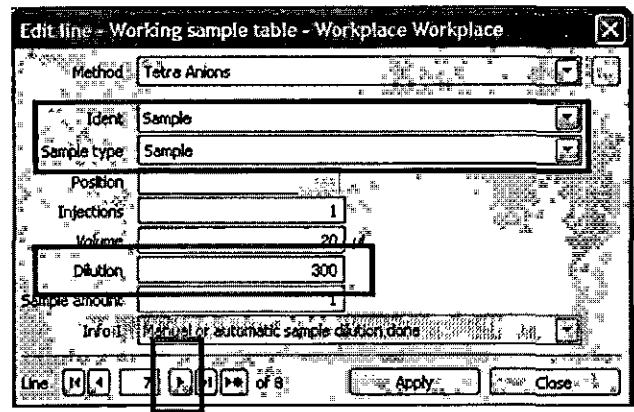 Edit line - Working sample table - Workplace Workplace
Method Tetra Anions
Ident Sample
Sample type Sample
Position
Injections 1
Volume 20 µl
Dilution 300
Sample amount 1
Info 1 Manual or automatic sample dilution done
Line 7 of 8 Apply Close